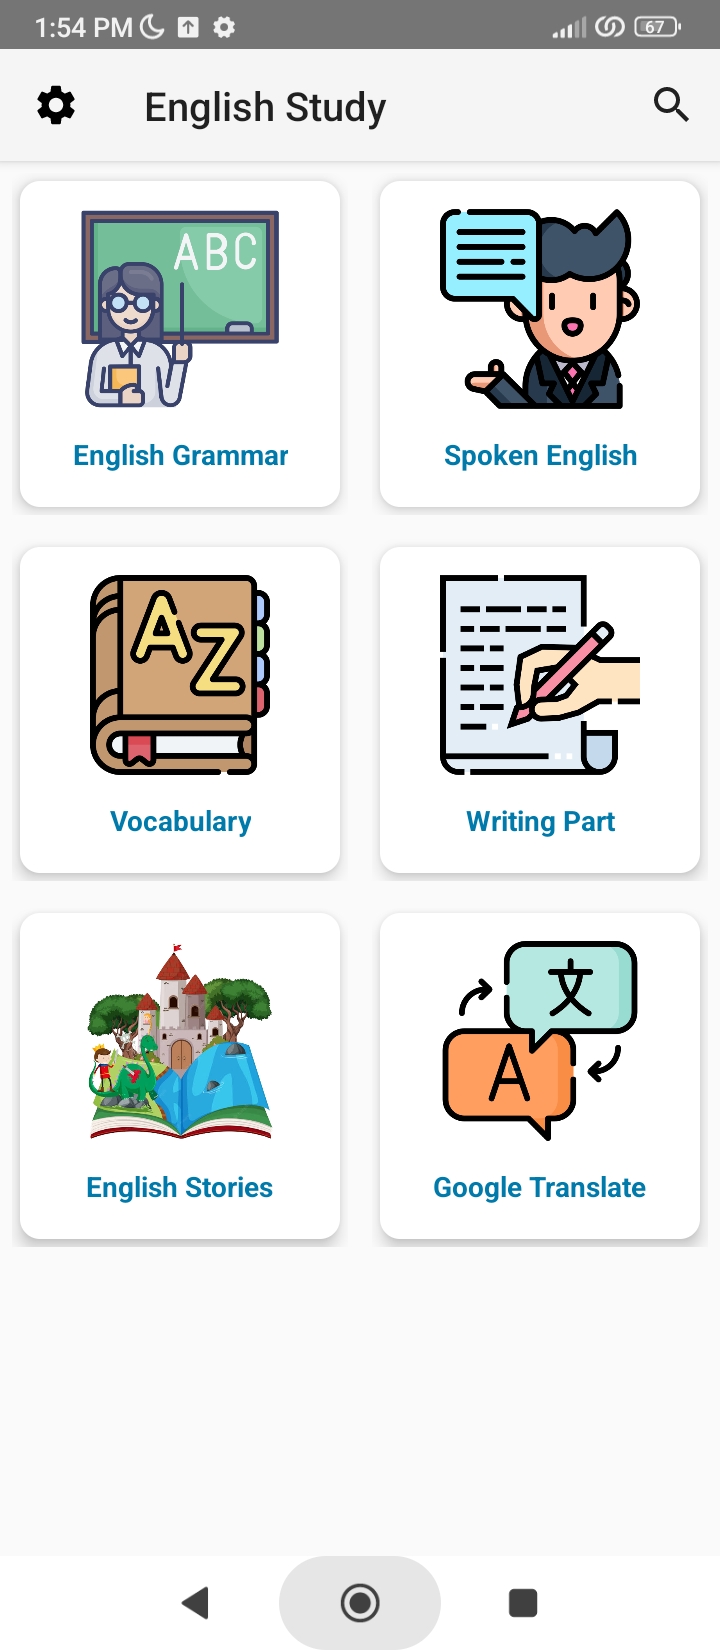 1:54 PM 67
English Study
ABC
English Grammar
Spoken English
AZ
Vocabulary
Writing Part
English Stories
文
A
Google Translate